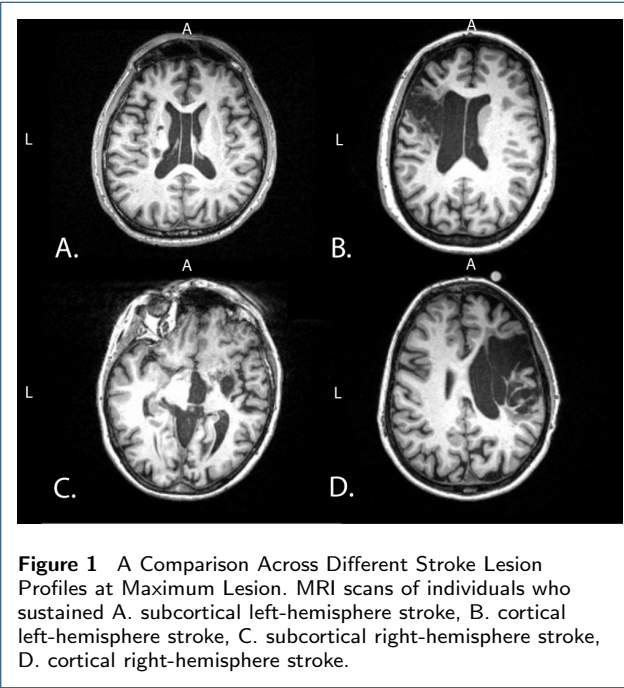 A
A
L
L
A.
B.
A
A
L
L
C.
D.
Figure 1 A Comparison Across Different Stroke Lesion
Profiles at Maximum Lesion. MRI scans of individuals who
sustained A. subcortical left-hemisphere stroke, B. cortical
left-hemisphere stroke, C. subcortical right-hemisphere stroke,
D. cortical right-hemisphere stroke.